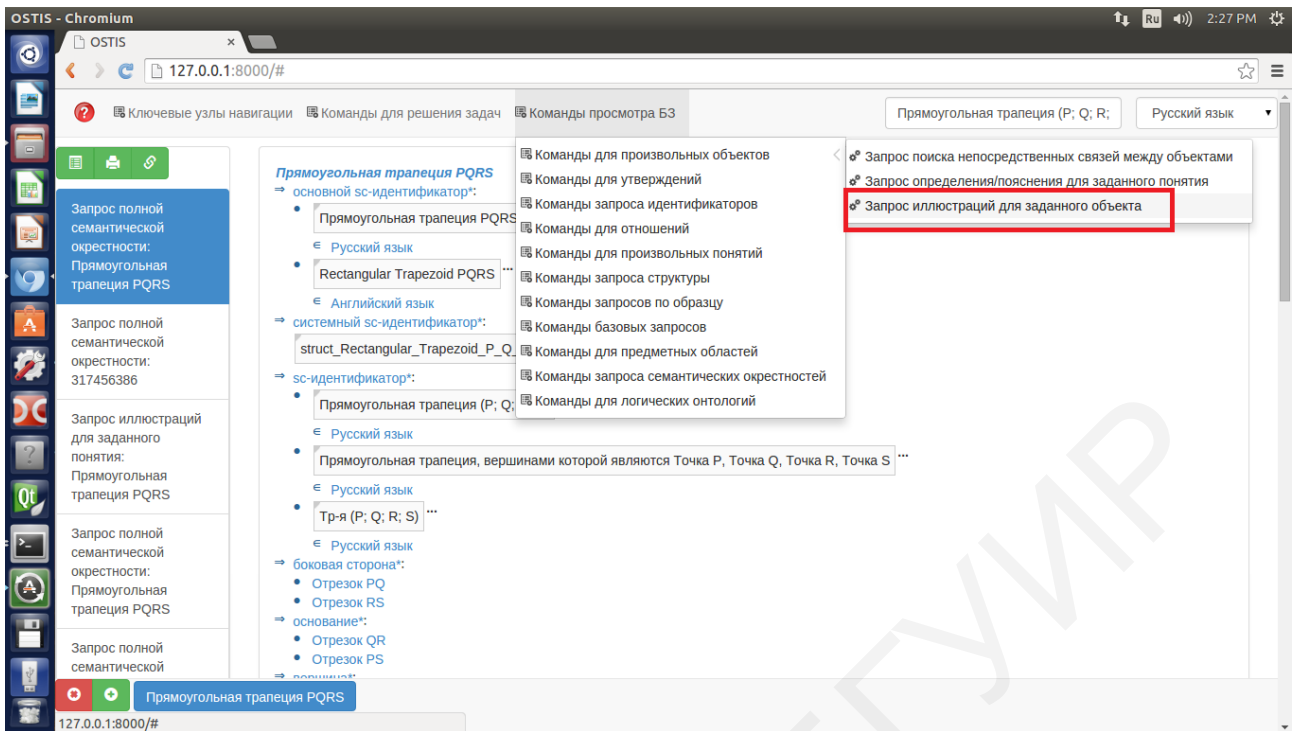 OSTIS - Chromium
Ru
2:27 PM
OSTIS
127.0.0.1:8000/#
Ключевые узлы навигации
Команды для решения задач
Команды просмотра БЗ
Прямоугольная трапеция (P; Q; R;
Русский язык
Запрос полной
семантической
окрестности:
Прямоугольная
трапеция PQRS
Запрос полной
семантической
окрестности:
317456386
Запрос иллюстраций
для заданного
понятия:
Прямоугольная
трапеция PQRS
Запрос полной
семантической
окрестности:
Прямоугольная
трапеция PQRS
Запрос полной
семантической
Прямоугольная трапеция PQRS
⇒ основной sc-идентификатор*:
• Прямоугольная трапеция PQRS
∈ Русский язык
• Rectangular Trapezoid PQRS ...
∈ Английский язык
⇒ системный sc-идентификатор*:
struct_Rectangular_Trapezoid_P_Q_
⇒ sc-идентификатор*:
• Прямоугольная трапеция (P; Q;
∈ Русский язык
• Прямоугольная трапеция, вершинами которой являются Точка P, Точка Q, Точка R, Точка S ...
∈ Русский язык
• Тр-я (P; Q; R; S) ...
∈ Русский язык
⇒ боковая сторона*:
• Отрезок PQ
• Отрезок RS
⇒ основание*:
• Отрезок QR
• Отрезок PS
⇒ вершина*:
Команды для произвольных объектов
Команды для утверждений
Команды запроса идентификаторов
Команды для отношений
Команды для произвольных понятий
Команды запроса структуры
Команды запросов по образцу
Команды базовых запросов
Команды для предметных областей
Команды запроса семантических окрестностей
Команды для логических онтологий
Запрос поиска непосредственных связей между объектами
Запрос определения/пояснения для заданного понятия
Запрос иллюстраций для заданного объекта
Прямоугольная трапеция PQRS
127.0.0.1:8000/#
ГУИР